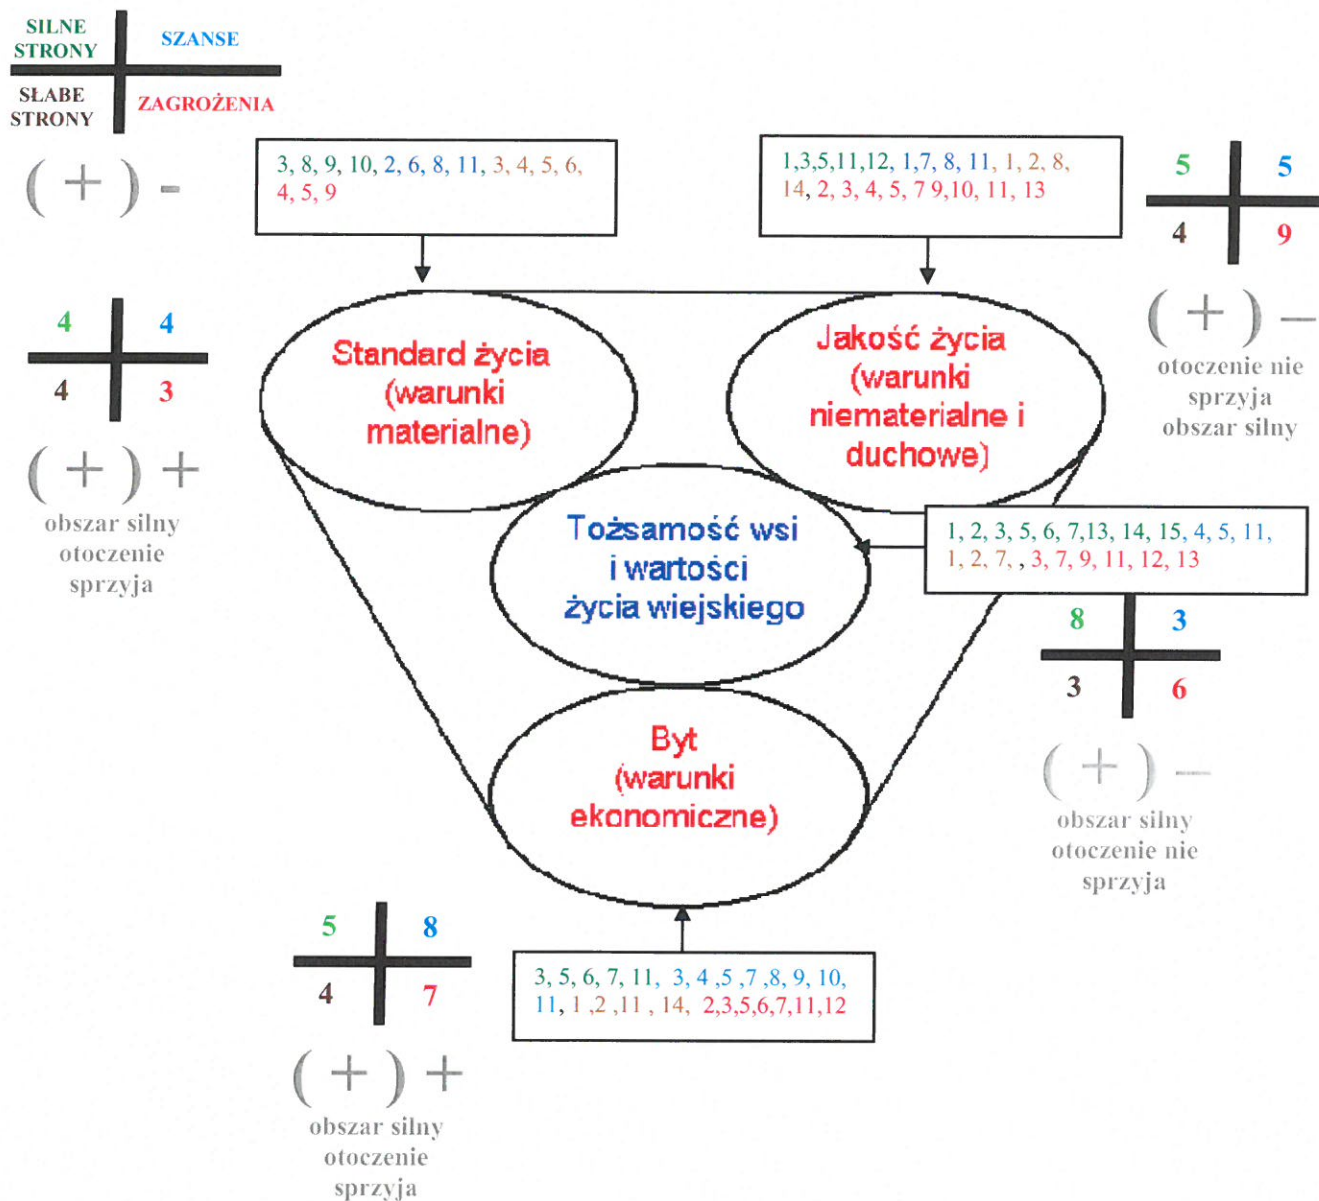 SILNE
STRONY
SZANSE
SŁABE
STRONY
ZAGROŻENIA
( + ) -
3, 8, 9, 10, 2, 6, 8, 11, 3, 4, 5, 6,
4, 5, 9
1,3,5,11,12, 1,7, 8, 11, 1, 2, 8,
14, 2, 3, 4, 5, 7 9,10, 11, 13
5 5
4 9
( + ) –
otoczenie nie
sprzyja
obszar silny
4 4
4 3
( + ) +
obszar silny
otoczenie
sprzyja
Standard życia
(warunki
materialne)
Jakość życia
(warunki
niematerialne i
duchowe)
Tożsamość wsi
i wartości
życia wiejskiego
1, 2, 3, 5, 6, 7,13, 14, 15, 4, 5, 11,
1, 2, 7, , 3, 7, 9, 11, 12, 13
8 3
3 6
( + ) –
obszar silny
otoczenie nie
sprzyja
Byt
(warunki
ekonomiczne)
5 8
4 7
( + ) +
obszar silny
otoczenie
sprzyja
3, 5, 6, 7, 11, 3, 4 ,5 ,7 ,8, 9, 10,
11, 1 ,2 ,11 , 14, 2,3,5,6,7,11,12